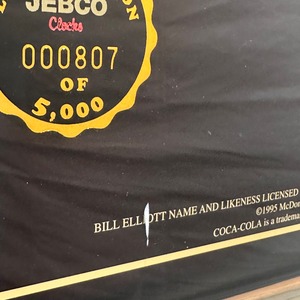 JEBCO
Clocks
000807
OF
5,000
BILL ELLIOTT NAME AND LIKENESS LICENSED
©1995 McDon
COCA-COLA is a tradema